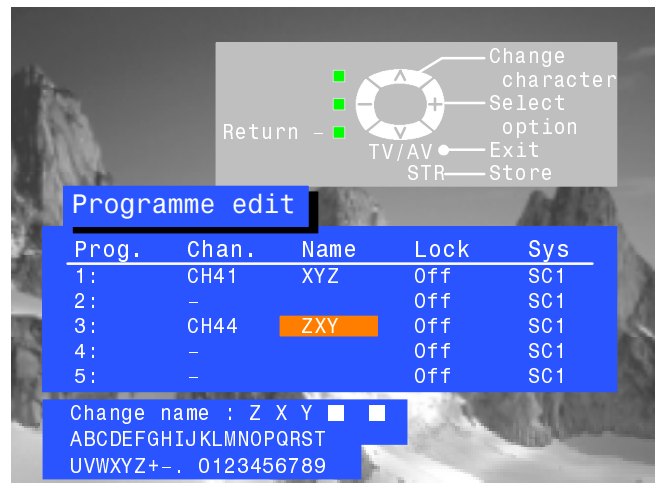 Change
character
Select
option
Return –
TV/AV Exit
STR Store
Programme edit
Prog. Chan. Name Lock Sys
1: CH41 XYZ Off SC1
2: – Off SC1
3: CH44 ZXY Off SC1
4: – Off SC1
5: – Off SC1
Change name : Z X Y
ABCDEFGHIJKLMNOPQRST
UVWXYZ+–. 0123456789